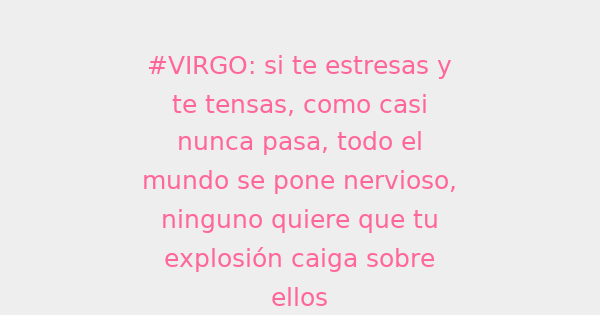 #VIRGO: si te estresas y
te tensas, como casi
nunca pasa, todo el
mundo se pone nervioso,
ninguno quiere que tu
explosión caiga sobre
ellos